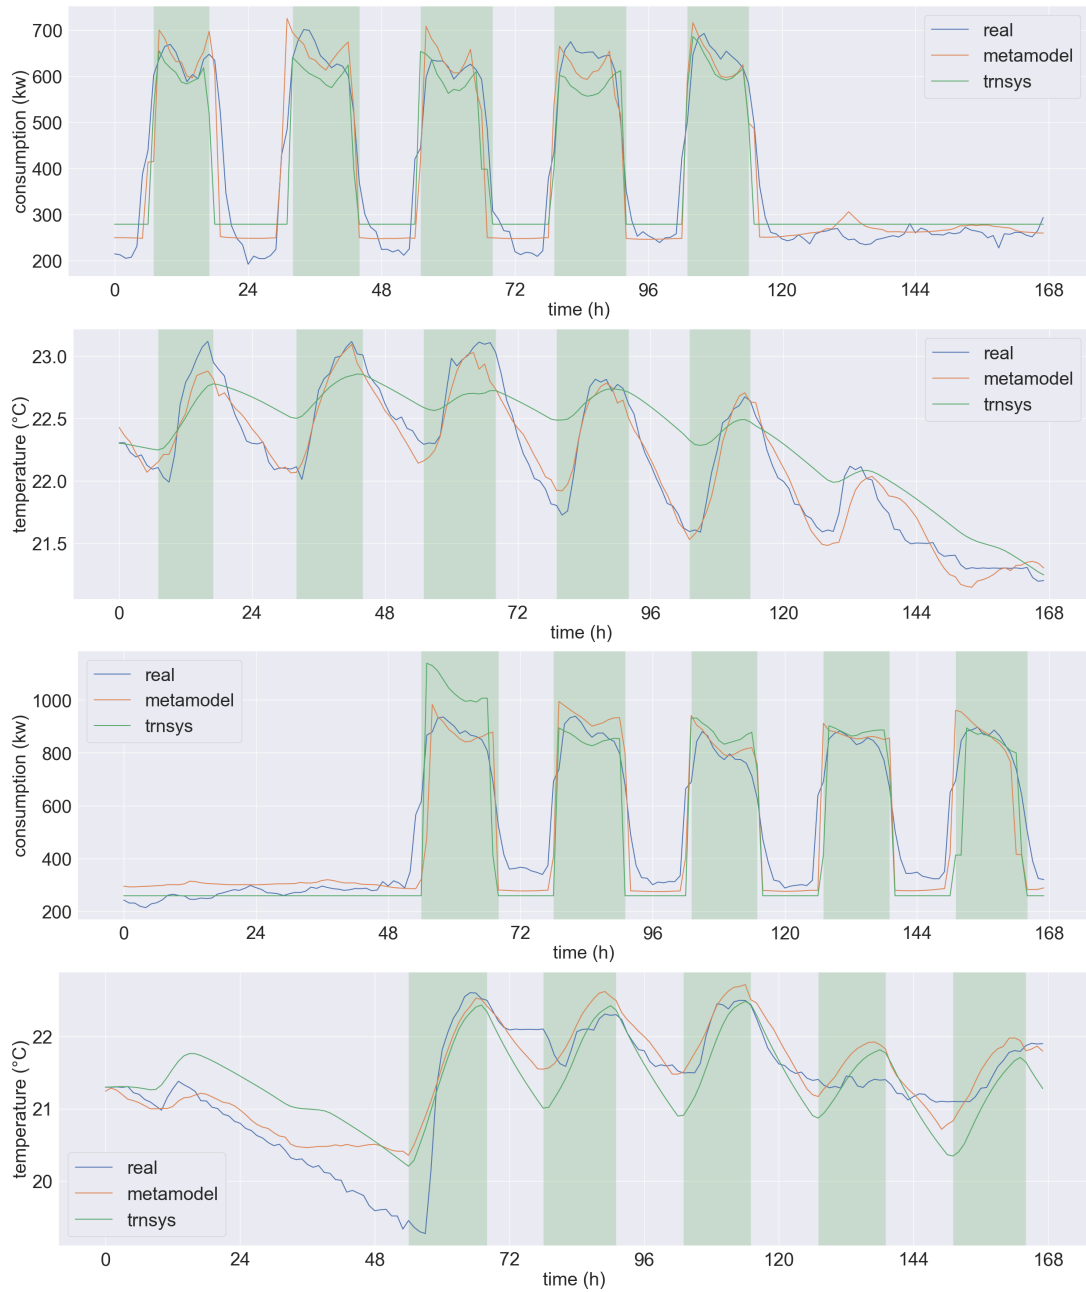 700
600
500
400
300
200
consumption (kw)
real
metamodel
trnsys
0 24 48 72 96 120 144 168
time (h)
23.0
22.5
22.0
21.5
temperature (°C)
real
metamodel
trnsys
0 24 48 72 96 120 144 168
time (h)
1000
800
600
400
200
consumption (kw)
real
metamodel
trnsys
0 24 48 72 96 120 144 168
time (h)
22
21
20
temperature (°C)
real
metamodel
trnsys
0 24 48 72 96 120 144 168
time (h)